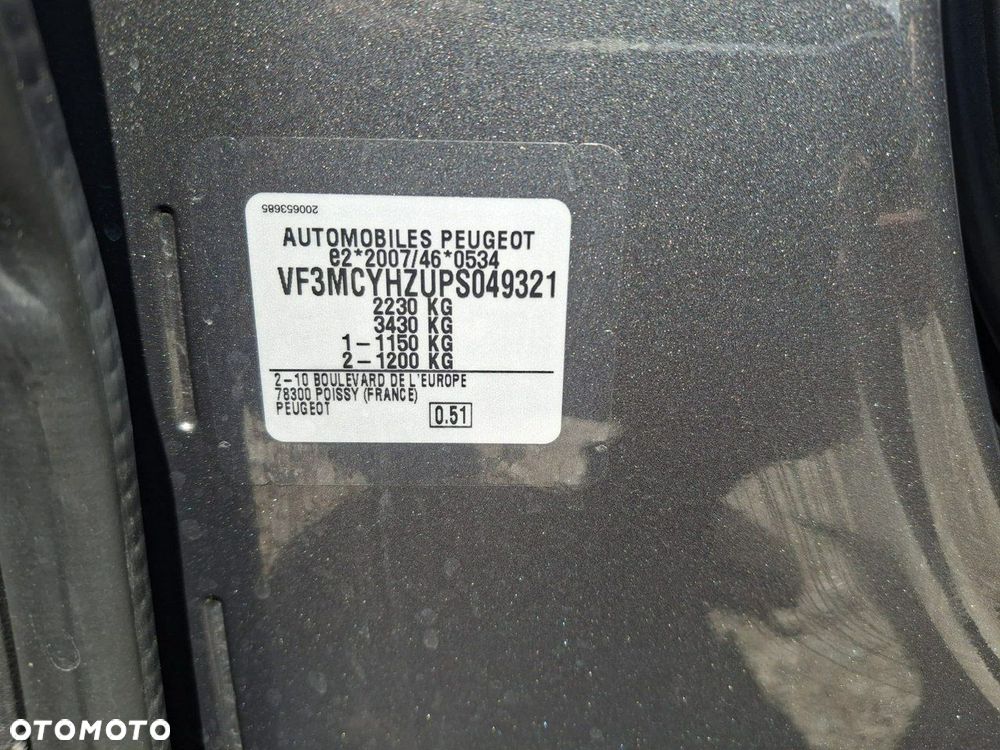 200653685
AUTOMOBILES PEUGEOT
e2*2007/46*0534
VF3MCYHZUPS049321
2230 KG
3430 KG
1-1150 KG
2-1200 KG
2-10 BOULEVARD DE L'EUROPE
78300 POISSY (FRANCE)
PEUGEOT
0.51
OTOMOTO